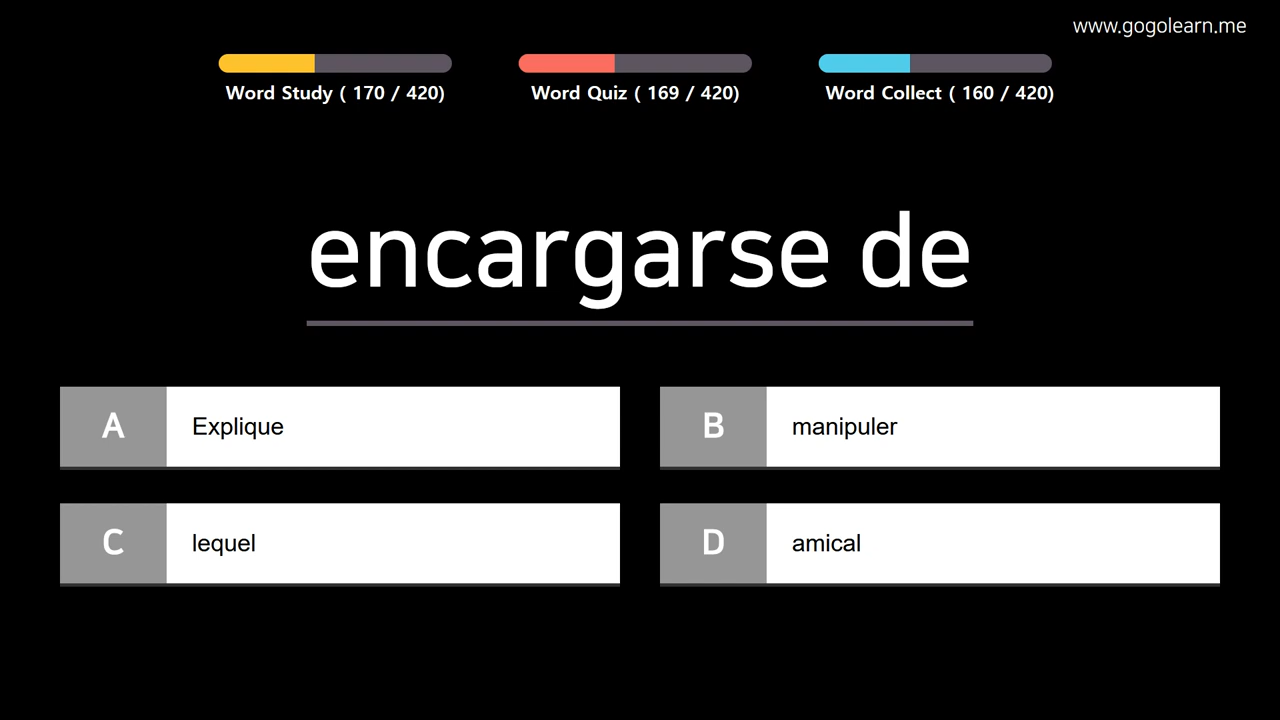 www.gogolearn.me
Word Study ( 170 / 420)
Word Quiz ( 169 / 420)
Word Collect ( 160 / 420)
encargarse de
A Explique
B manipuler
C lequel
D amical